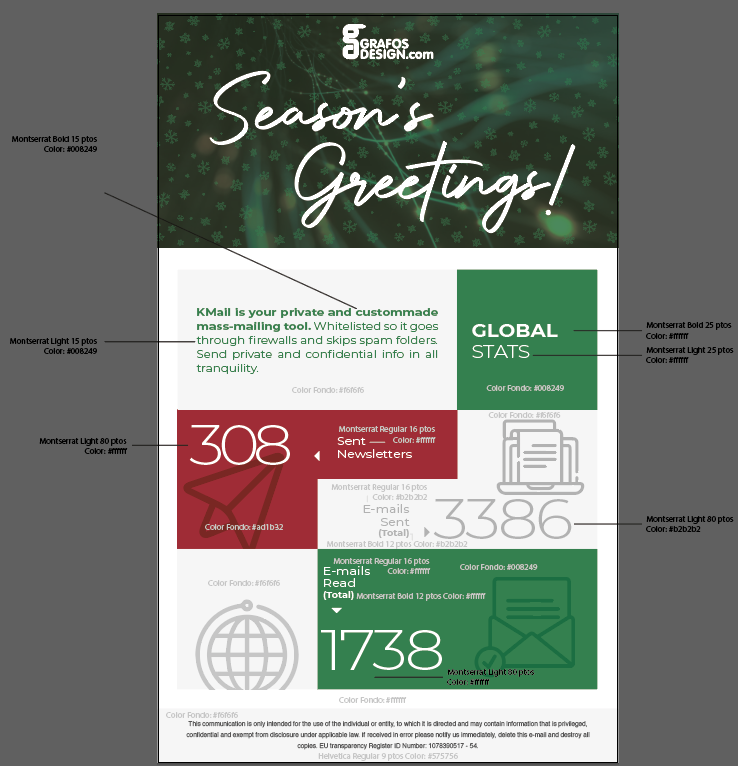 GRAFOS
DESIGN.com
Season's
Greetings!
Montserrat Bold 15 ptos
Color: #008249
KMail is your private and custommade
mass-mailing tool. Whitelisted so it goes
through firewalls and skips spam folders.
Send private and confidential info in all
tranquility.
Montserrat Light 15 ptos
Color: #008249
Color Fondo: #f6f6f6
GLOBAL
STATS
Montserrat Bold 25 ptos
Color: #ffffff
Montserrat Light 25 ptos
Color: #ffffff
Color Fondo: #008249
Color Fondo: #f6f6f6
Montserrat Light 80 ptos
Color: #ffffff
308
Montserrat Regular 16 ptos
Sent
Color: #ffffff
Newsletters
Color Fondo: #ad1b32
Montserrat Regular 16 ptos
Color: #b2b2b2
E-mails
Sent
(Total)
3386
Montserrat Bold 12 ptos Color: #b2b2b2
Montserrat Light 80 ptos
Color: #b2b2b2
Montserrat Regular 16 ptos
E-mails
Color: #ffffff
Read
(Total) Montserrat Bold 12 ptos Color: #ffffff
Color Fondo: #008249
Color Fondo: #f6f6f6
1738
Montserrat Light 80 ptos
Color: #ffffff
Color Fondo: #ffffff
Color Fondo: #f6f6f6
This communication is only intended for the use of the individual or entity, to which it is directed and may contain information that is privileged,
confidential and exempt from disclosure under applicable law. If received in error please notify us immediately, delete this e-mail and destroy all
copies. EU transparency Register ID Number: 1078390517 - 54.
Helvetica Regular 9 ptos Color: #575756